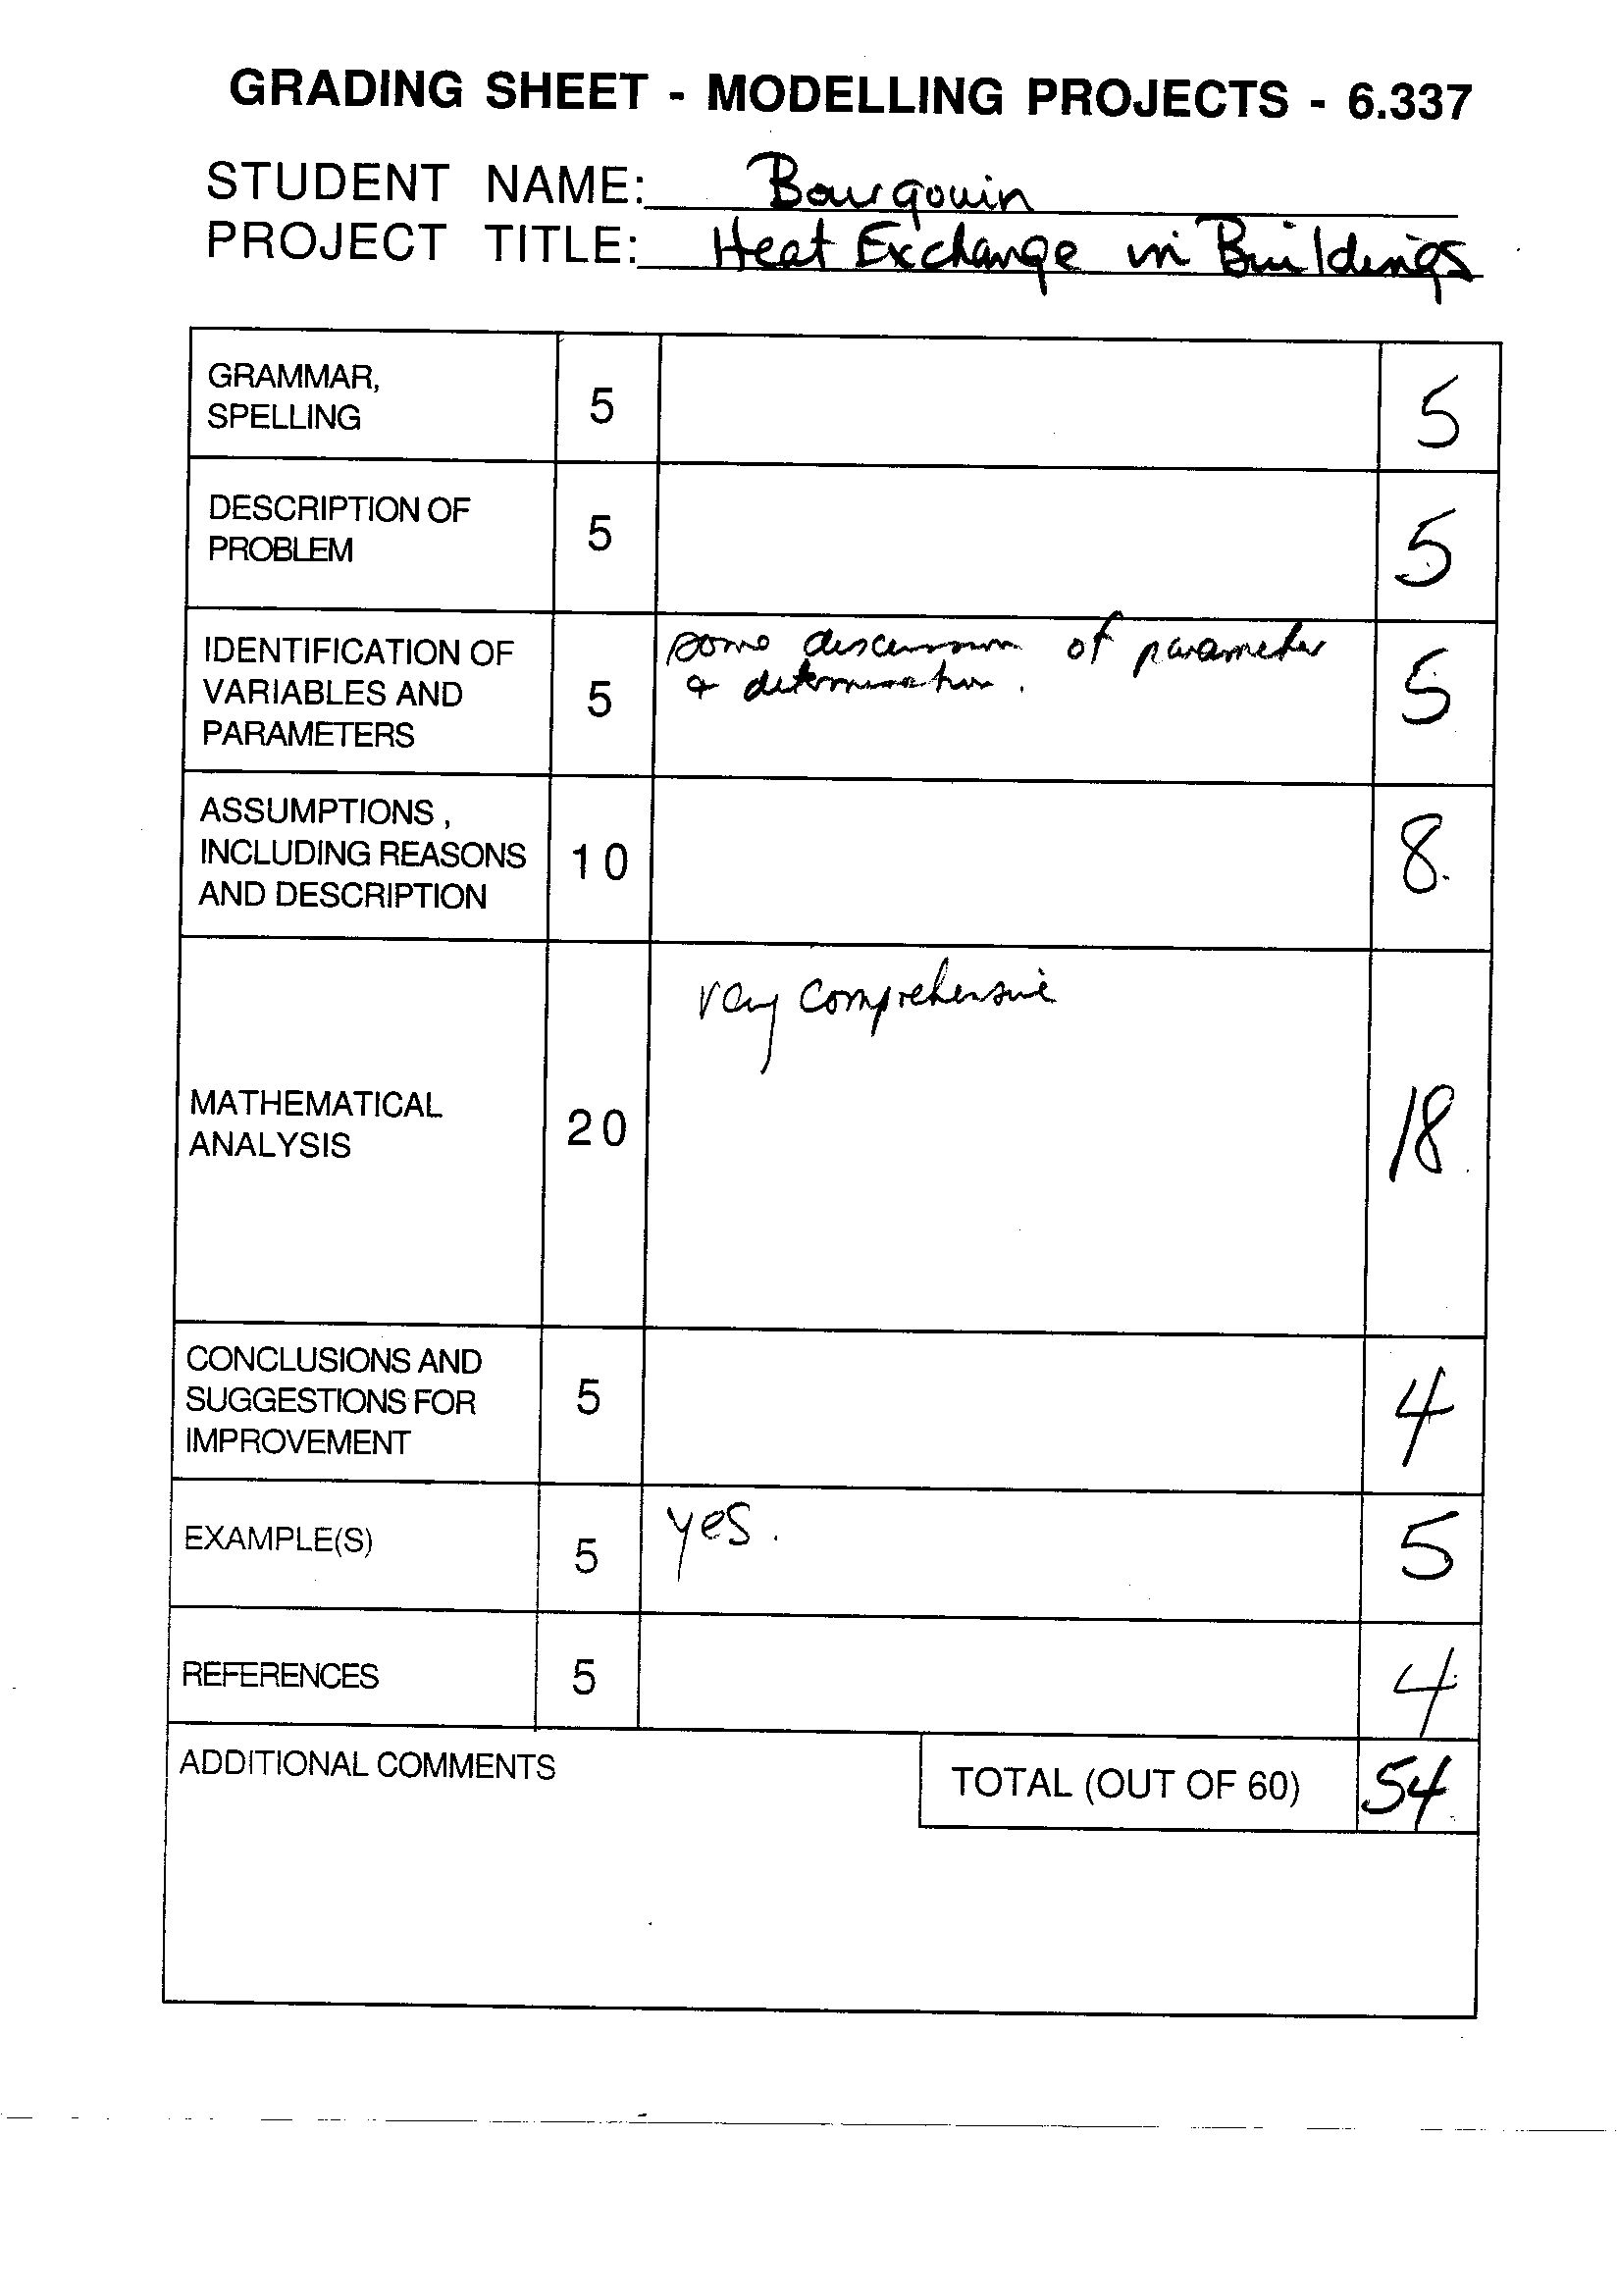 GRADING SHEET - MODELLING PROJECTS - 6.337
STUDENT NAME: Bourgouin
PROJECT TITLE: Heat Exchange in Buildings
GRAMMAR,
SPELLING
5
5
DESCRIPTION OF
PROBLEM
5
5
IDENTIFICATION OF
VARIABLES AND
PARAMETERS
5
some discussion of parameter
& determination.
5
ASSUMPTIONS,
INCLUDING REASONS
AND DESCRIPTION
10
8.
MATHEMATICAL
ANALYSIS
20
very comprehensive
18
CONCLUSIONS AND
SUGGESTIONS FOR
IMPROVEMENT
5
4
EXAMPLE(S)
5
yes.
5
REFERENCES
5
4
ADDITIONAL COMMENTS
TOTAL (OUT OF 60)
54